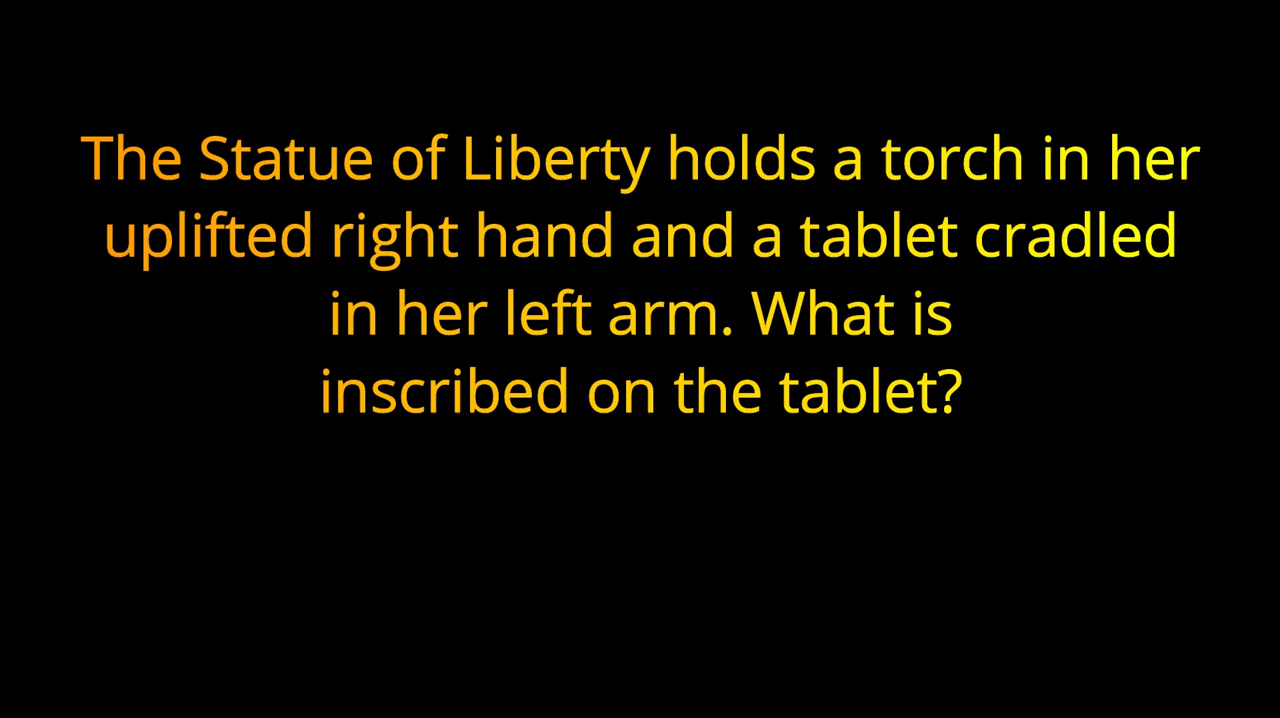 The Statue of Liberty holds a torch in her
uplifted right hand and a tablet cradled
in her left arm. What is
inscribed on the tablet?